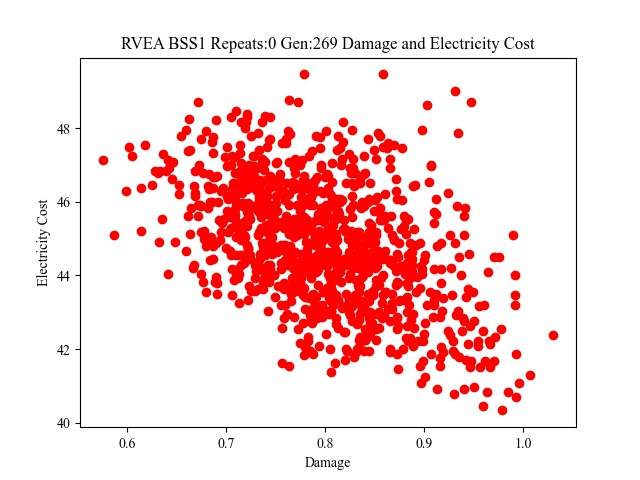 RVEA BSS1 Repeats:0 Gen:269 Damage and Electricity Cost
Electricity Cost
48
46
44
42
40
0.6 0.7 0.8 0.9 1.0
Damage